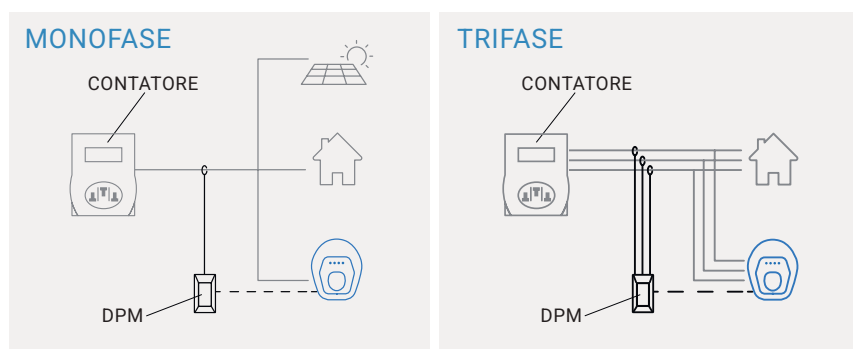 MONOFASE
CONTATORE
DPM
TRIFASE
CONTATORE
DPM